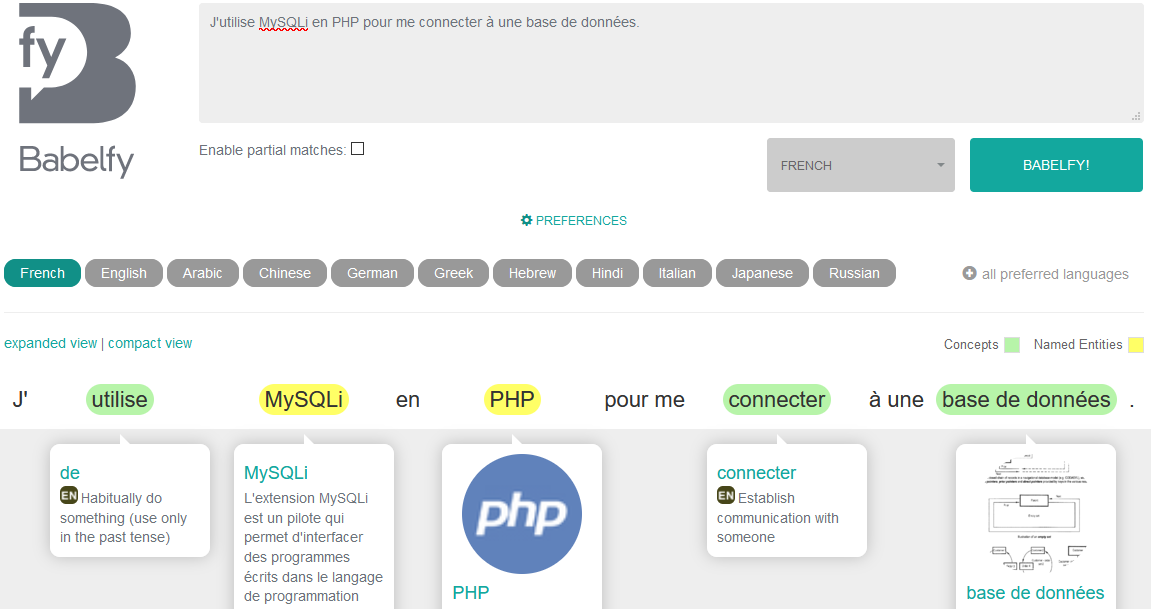 J'utilise MySQLi en PHP pour me connecter à une base de données.
fy
Babelfy
Enable partial matches:
FRENCH
BABELFY!
PREFERENCES
French English Arabic Chinese German Greek Hebrew Hindi Italian Japanese Russian
all preferred languages
expanded view | compact view
Concepts Named Entities
J' utilise MySQLi en PHP pour me connecter à une base de données .
de
EN Habitually do
something (use only
in the past tense)
MySQLi
L'extension MySQLi
est un pilote qui
permet d'interfacer
des programmes
écrits dans le langage
de programmation
php
PHP
connecter
EN Establish
communication with
someone
base de données